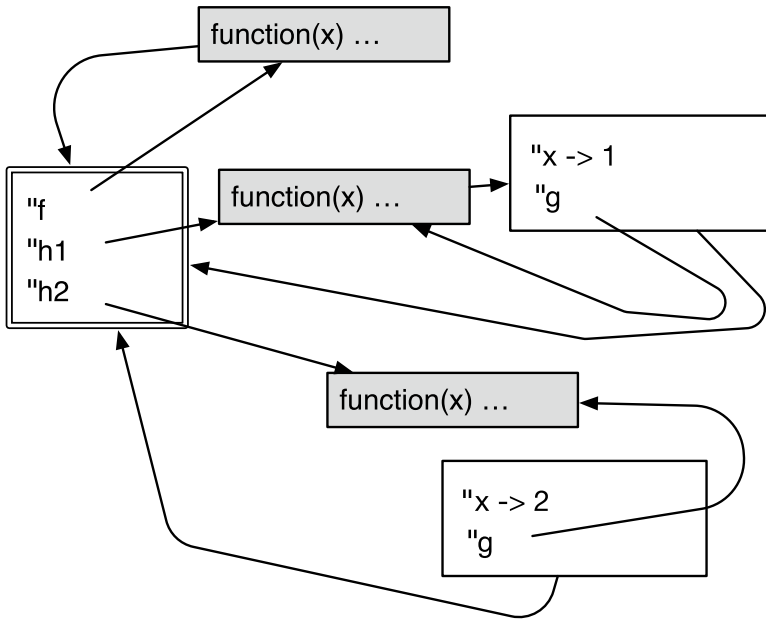 function(x) …
"x -> 1
"g
function(x) …
"f
"h1
"h2
function(x) …
"x -> 2
"g